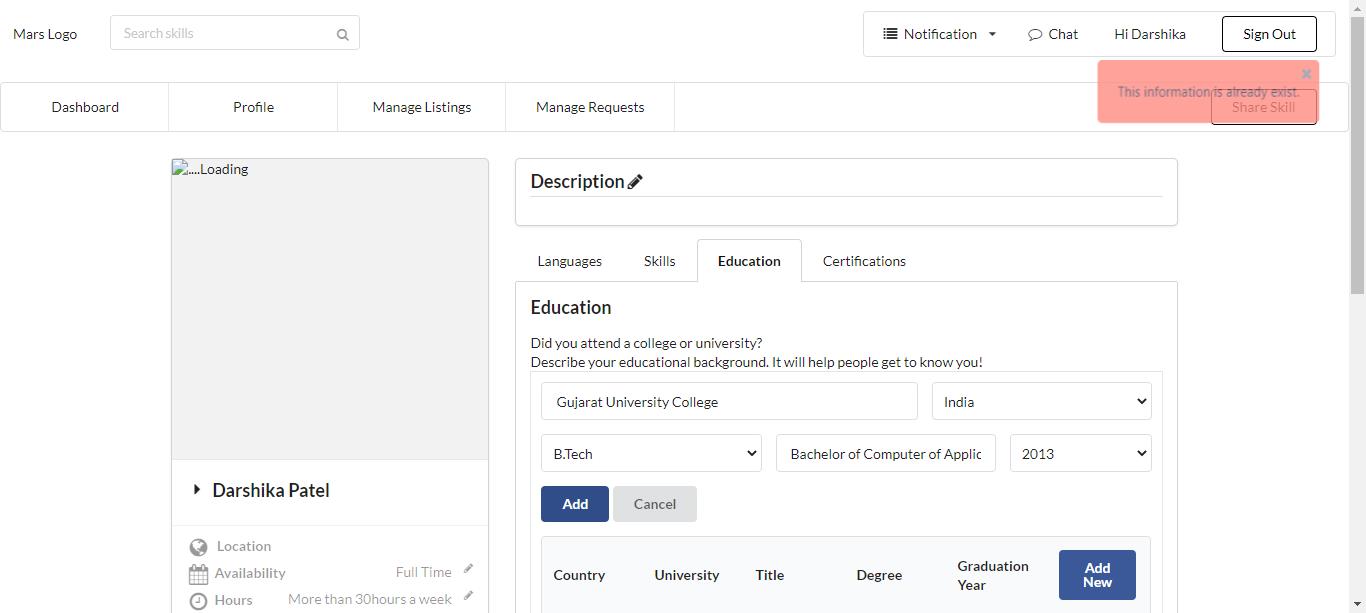 Mars Logo
Search skills
Notification
Chat
Hi Darshika
Sign Out
This information is already exist.
Dashboard
Profile
Manage Listings
Manage Requests
Share Skill
....Loading
Description
Languages
Skills
Education
Certifications
Education
Did you attend a college or university?
Describe your educational background. It will help people get to know you!
Gujarat University College
India
B.Tech
Bachelor of Computer of Applic
2013
Add
Cancel
Darshika Patel
Location
Availability
Full Time
Hours
More than 30hours a week
Country
University
Title
Degree
Graduation
Year
Add
New